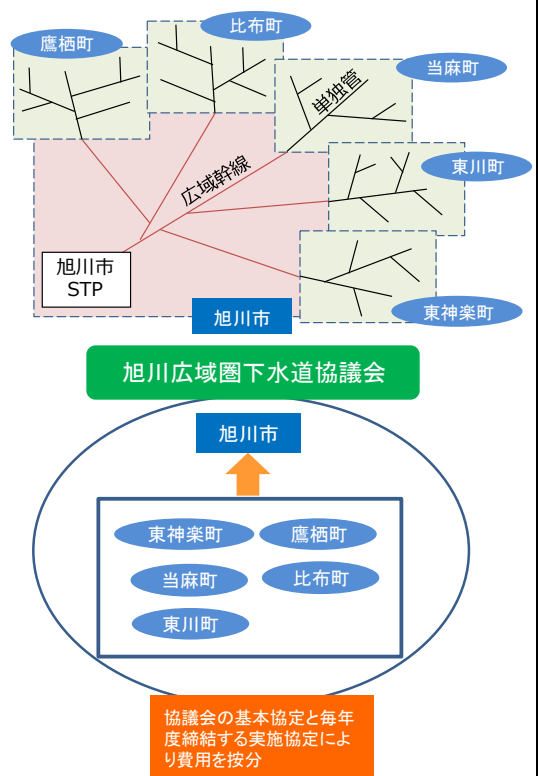 比布町
鷹栖町
当麻町
単独管
東川町
広域幹線
旭川市
STP
東神楽町
旭川市
旭川広域圏下水道協議会
旭川市
東神楽町
鷹栖町
当麻町
比布町
東川町
協議会の基本協定と毎年
度締結する実施協定によ
り費用を按分